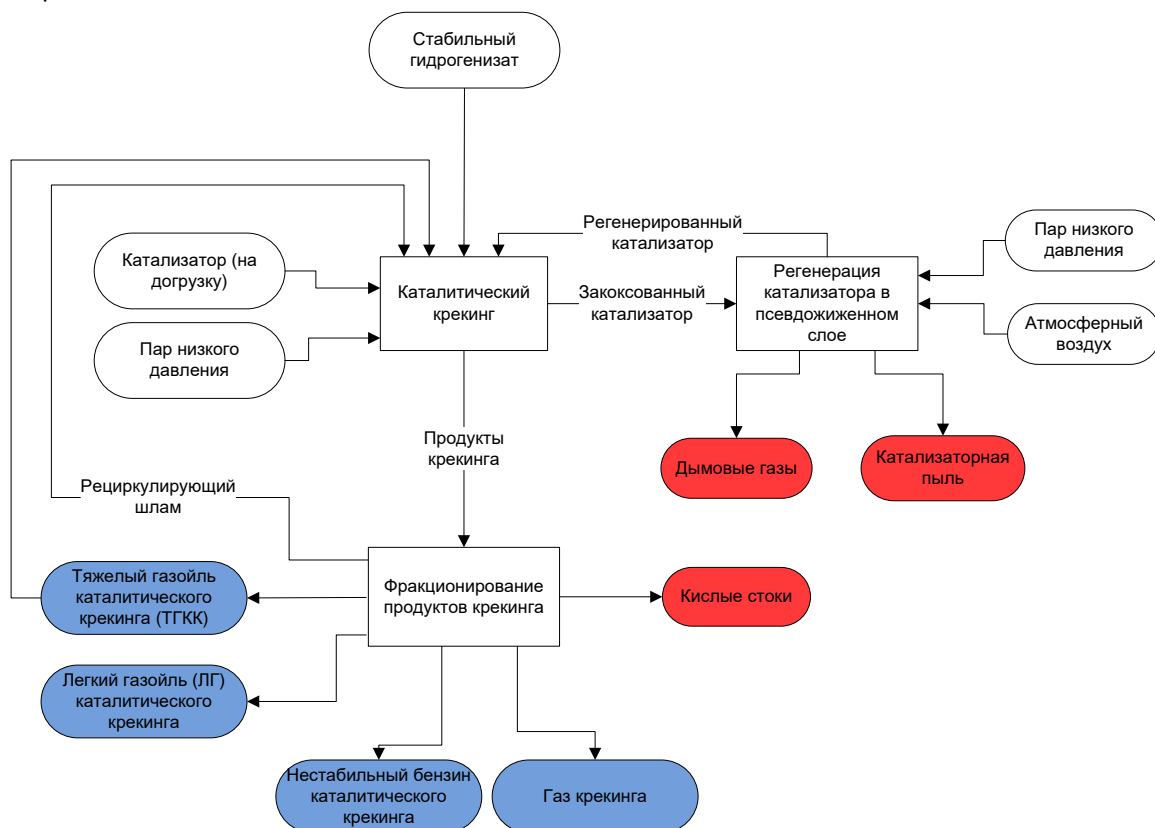 Стабильный
гидрогенизат
Регенерированный
катализатор
Пар низкого
давления
Катализатор (на
догрузку)
Каталитический
крекинг
Закоксованный
катализатор
Регенерация
катализатора в
псевдожиженном
слое
Атмосферный
воздух
Пар низкого
давления
Продукты
крекинга
Дымовые газы
Катализаторная
пыль
Рециркулирующий
шлам
Тяжелый газойль
каталитического
крекинга (ТГКК)
Фракционирование
продуктов крекинга
Кислые стоки
Легкий газойль (ЛГ)
каталитического
крекинга
Нестабильный бензин
каталитического
крекинга
Газ крекинга